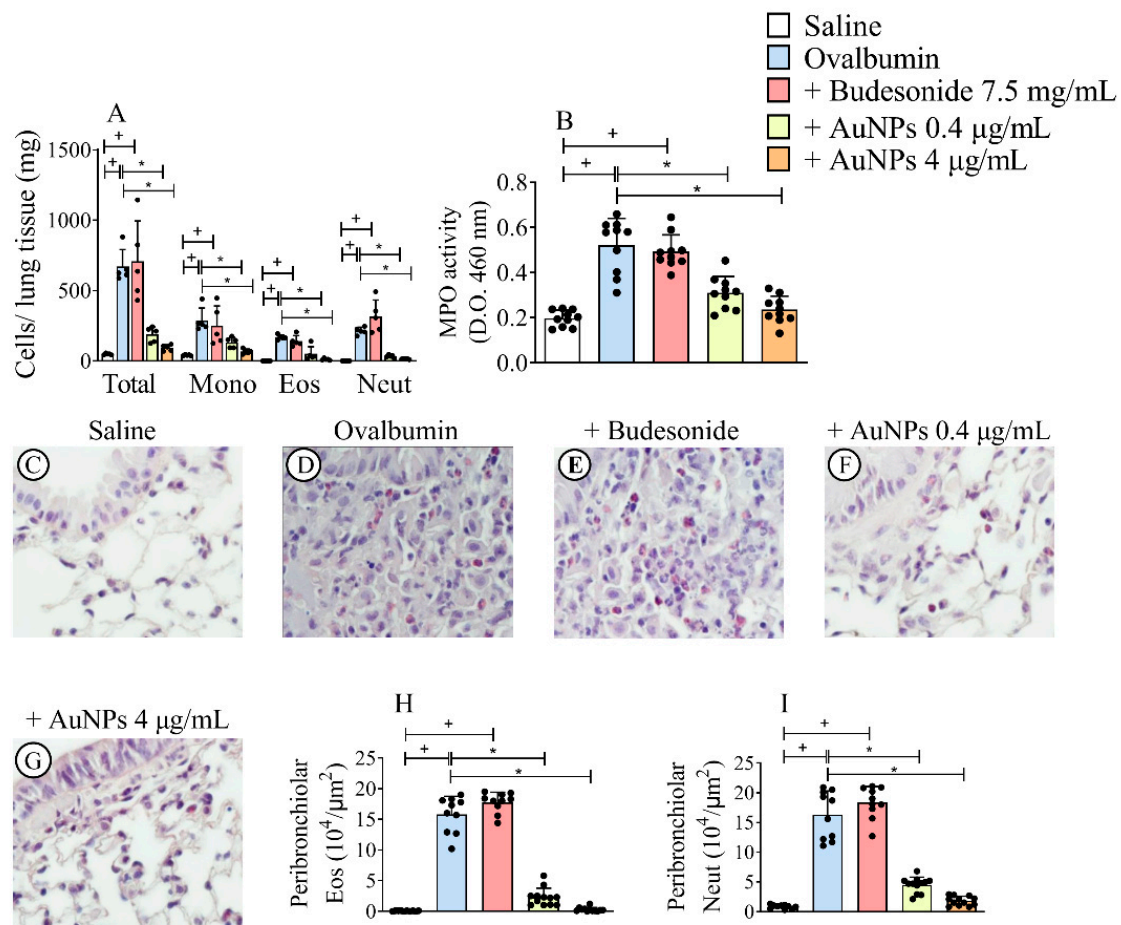 Saline
Ovalbumin
+ Budesonide 7.5 mg/mL
+ AuNPs 0.4 μg/mL
+ AuNPs 4 μg/mL
A
Cells/ lung tissue (mg)
1500
1000
500
0
+
+
*
*
+
+
*
*
+
+
*
*
+
+
*
*
Total Mono Eos Neut
B
MPO activity
(D.O. 460 nm)
0.8
0.6
0.4
0.2
0.0
+
+
*
*
Saline
Ovalbumin
+ Budesonide
+ AuNPs 0.4 μg/mL
C
D
E
F
+ AuNPs 4 μg/mL
G
H
Peribronchiolar
Eos (10⁴/μm²)
25
20
15
10
5
0
+
+
*
*
I
Peribronchiolar
Neut (10⁴/μm²)
25
20
15
10
5
0
+
+
*
*